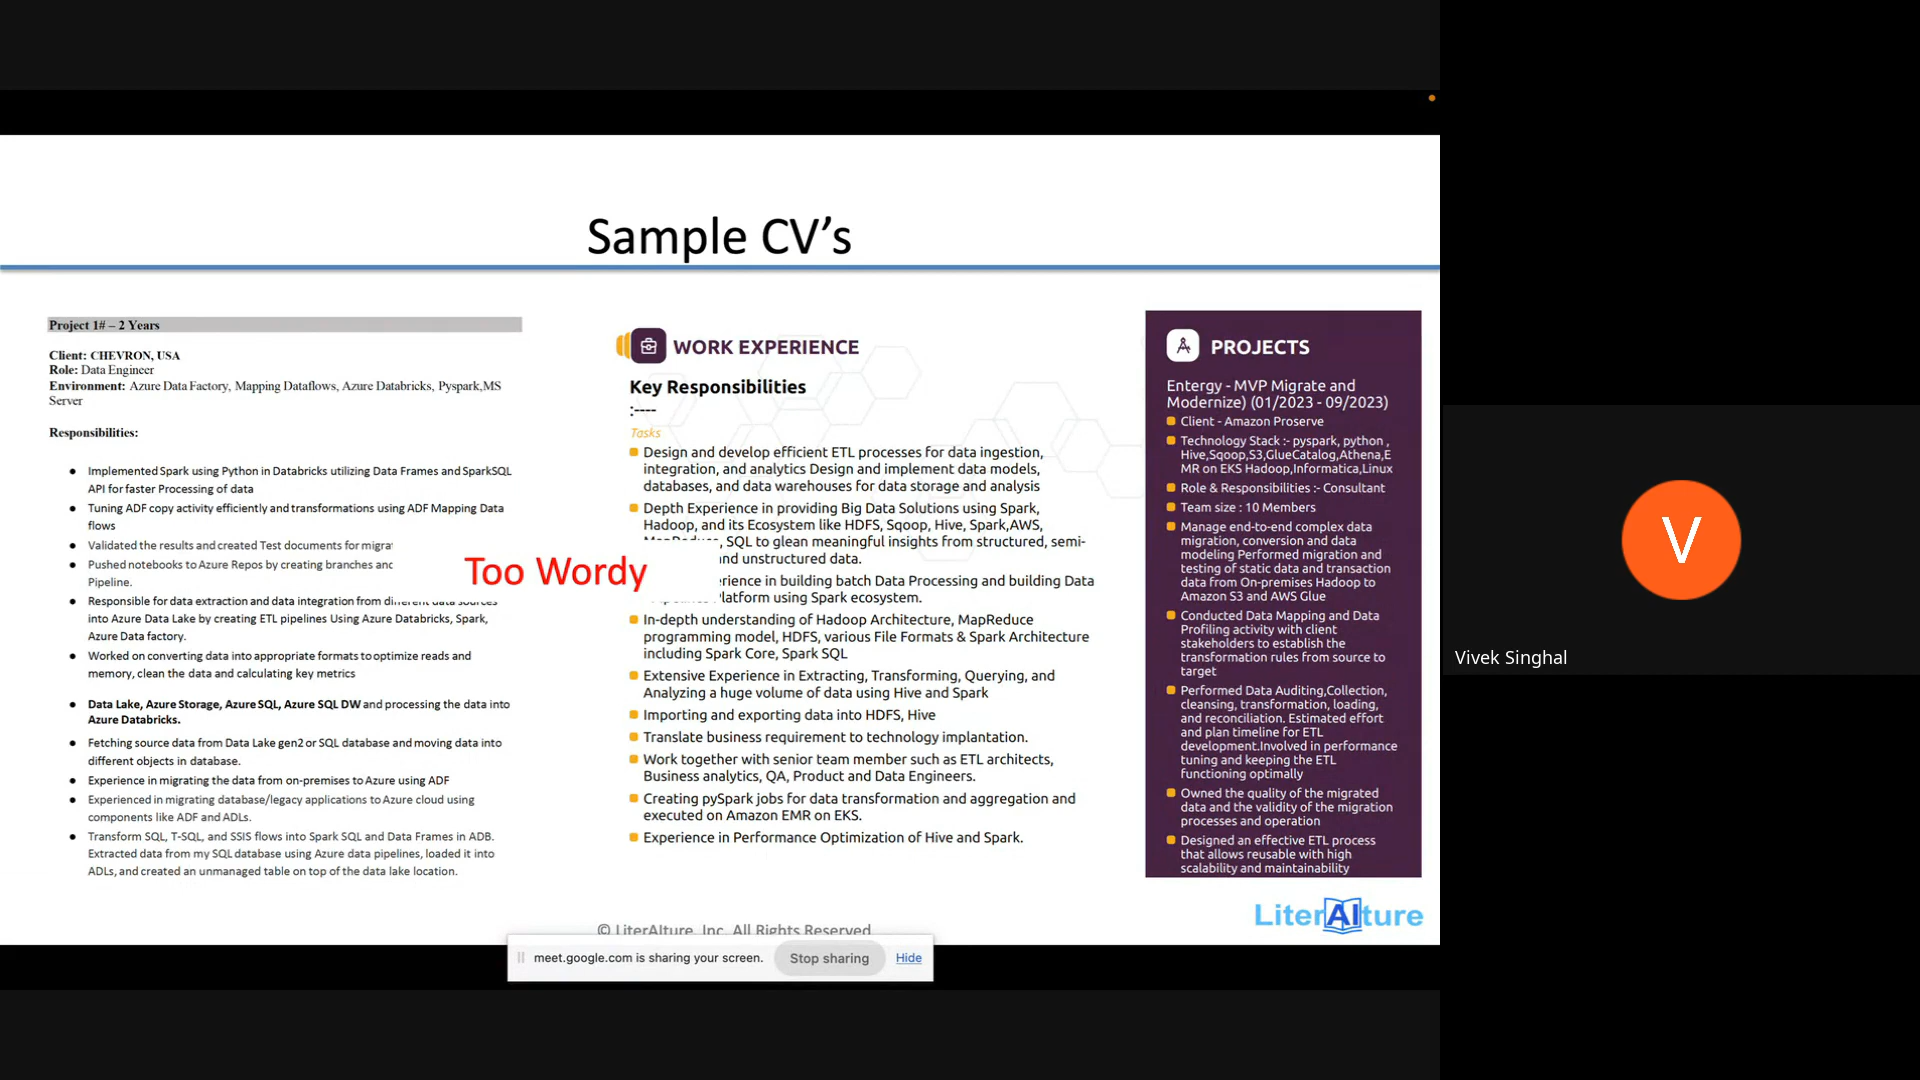 Sample CV’s
Project 1# – 2 Years
Client: CHEVRON, USA
Role: Data Engineer
Environment: Azure Data Factory, Mapping Dataflows, Azure Databricks, Pyspark,MS
Server
Responsibilities:
● Implemented Spark using Python in Databricks utilizing Data Frames and SparkSQL
API for faster Processing of data
● Tuning ADF copy activity efficiently and transformations using ADF Mapping Data
flows
● Validated the results and created Test documents for
● Pushed notebooks to Azure Repos by creating branches
Pipeline.
● Responsible for data extraction and data integration from different data sources
into Azure Data Lake by creating ETL pipelines Using Azure Databricks, Spark,
Azure Data factory.
● Worked on converting data into appropriate formats to optimize reads and
memory, clean the data and calculating key metrics
● Data Lake, Azure Storage, Azure SQL, Azure SQL DW and processing the data into
Azure Databricks.
● Fetching source data from Data Lake gen2 or SQL database and moving data into
different objects in database.
● Experience in migrating the data from on-premises to Azure using ADF
● Experienced in migrating database/legacy applications to Azure cloud using
components like ADF and ADLs.
● Transform SQL, T-SQL, and SSIS flows into Spark SQL and Data Frames in ADB.
Extracted data from my SQL database using Azure data pipelines, loaded it into
ADLs, and created an unmanaged table on top of the data lake location.
Too Wordy
WORK EXPERIENCE
Key Responsibilities
:----
Tasks
Design and develop efficient ETL processes for data ingestion,
integration, and analytics Design and implement data models,
databases, and data warehouses for data storage and analysis
Depth Experience in providing Big Data Solutions using Spark,
Hadoop, and its Ecosystem like HDFS, Sqoop, Hive, Spark,AWS,
MapReduce, SQL to glean meaningful insights from structured, semi-
and unstructured data.
in building batch Data Processing and building Data
using Spark ecosystem.
In-depth understanding of Hadoop Architecture, MapReduce
programming model, HDFS, various File Formats & Spark Architecture
including Spark Core, Spark SQL
Extensive Experience in Extracting, Transforming, Querying, and
Analyzing a huge volume of data using Hive and Spark
Importing and exporting data into HDFS, Hive
Translate business requirement to technology implantation.
Work together with senior team member such as ETL architects,
Business analytics, QA, Product and Data Engineers.
Creating pySpark jobs for data transformation and aggregation and
executed on Amazon EMR on EKS.
Experience in Performance Optimization of Hive and Spark.
PROJECTS
Entergy - MVP Migrate and
Modernize) (01/2023 - 09/2023)
Client - Amazon Proserve
Technology Stack :- pyspark, python ,
Hive,Sqoop,S3,GlueCatalog,Athena,E
MR on EKS Hadoop,Informatica,Linux
Role & Responsibilities :- Consultant
Team size : 10 Members
Manage end-to-end complex data
migration, conversion and data
modeling Performed migration and
testing of static data and transaction
data from On-premises Hadoop to
Amazon S3 and AWS Glue
Conducted Data Mapping and Data
Profiling activity with client
stakeholders to establish the
transformation rules from source to
target
Performed Data Auditing,Collection,
cleansing, transformation, loading,
and reconciliation. Estimated effort
and plan timeline for ETL
development.Involved in performance
tuning and keeping the ETL
functioning optimally
Owned the quality of the migrated
data and the validity of the migration
processes and operation
Designed an effective ETL process
that allows reusable with high
scalability and maintainability
LiterAIture
© LiterAIture, Inc. All Rights Reserved
meet.google.com is sharing your screen.
Stop sharing
Hide
V
Vivek Singhal